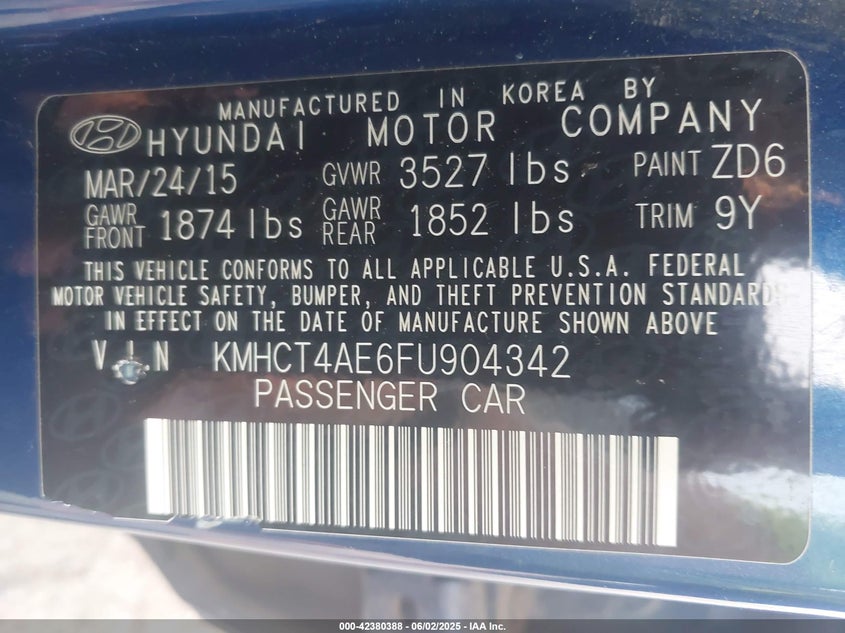 MANUFACTURED IN KOREA BY
HYUNDAI MOTOR COMPANY
MAR/24/15 GVWR 3527 lbs PAINT ZD6
GAWR FRONT 1874 lbs GAWR REAR 1852 lbs TRIM 9Y
THIS VEHICLE CONFORMS TO ALL APPLICABLE U.S.A. FEDERAL
MOTOR VEHICLE SAFETY, BUMPER, AND THEFT PREVENTION STANDARDS
IN EFFECT ON THE DATE OF MANUFACTURE SHOWN ABOVE
VIN KMHCT4AE6FU904342
PASSENGER CAR
000-42380388 - 06/02/2025 - IAA Inc.